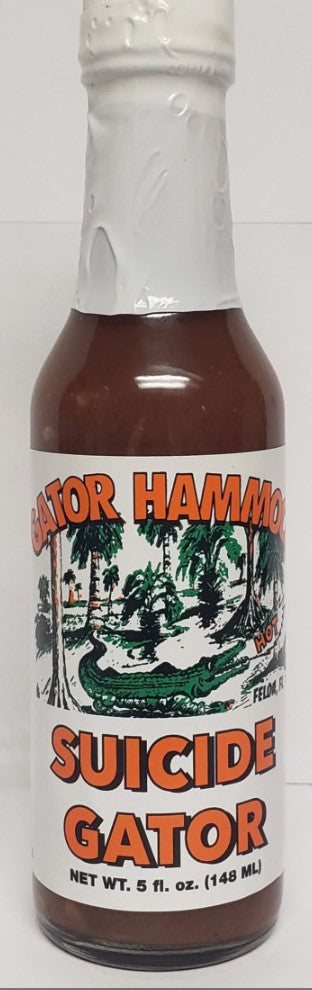 GATOR HAMMOC
HOT
FELDA, FL
SUICIDE
GATOR
NET WT. 5 fl. oz. (148 ML)